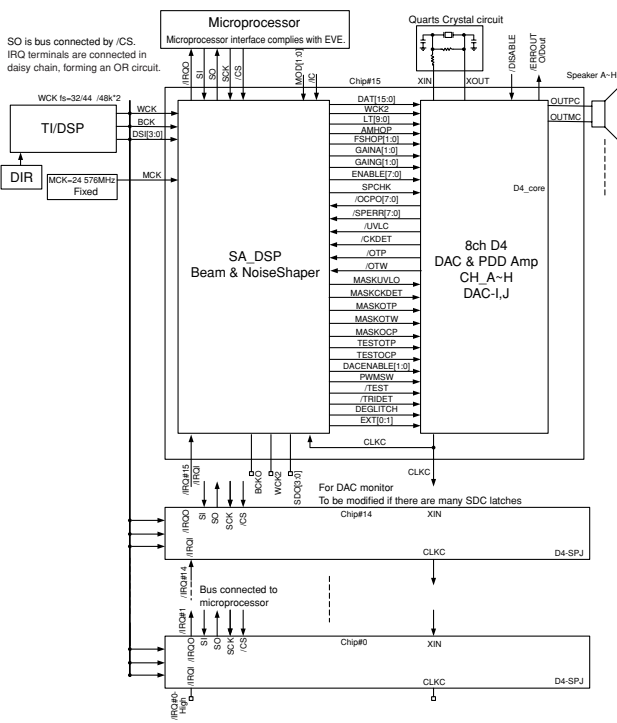 Microprocessor
Microprocessor interface complies with EVE.
Quarts Crystal circuit
SO is bus connected by /CS.
IRQ terminals are connected in
daisy chain, forming an OR circuit.
/IRQO
SI
SO
SCK
/CS
MOD[1:0]
/IC
Chip#15
XIN
XOUT
/DISABLE
/ERROUT
O/Dout
Speaker A~H
WCK fs=32/44 /48k*2
TI/DSP
WCK
BCK
DSI[3:0]
DIR
MCK=24 576MHz
Fixed
MCK
SA_DSP
Beam & NoiseShaper
DAT[15:0]
WCK2
LT[9:0]
AMHOP
FSHOP[1:0]
GAINA[1:0]
GAING[1:0]
ENABLE[7:0]
SPCHK
/OCPO[7:0]
/SPERR[7:0]
/UVLC
/CKDET
/OTP
/OTW
MASKUVLO
MASKCKDET
MASKOTP
MASKOTW
MASKOCP
TESTOTP
TESTOCP
DACENABLE[1:0]
PWMSW
/TEST
/TRIDET
DEGLITCH
EXT[0:1]
CLKC
OUTPC
OUTMC
D4_core
8ch D4
DAC & PDD Amp
CH_A~H
DAC-I,J
/IRQ#15
/IRQI
BCKO
WCK2
SDO[3:0]
CLKC
For DAC monitor
To be modified if there are many SDC latches
SI
SO
SCK
/CS
Chip#14
XIN
/IRQO
/IRQI
CLKC
D4-SPJ
/IRQ#14
Bus connected to
microprocessor
/IRQ#1
SI
SO
SCK
/CS
Chip#0
XIN
/IRQO
/IRQI
CLKC
D4-SPJ
/IRQ#0-
High